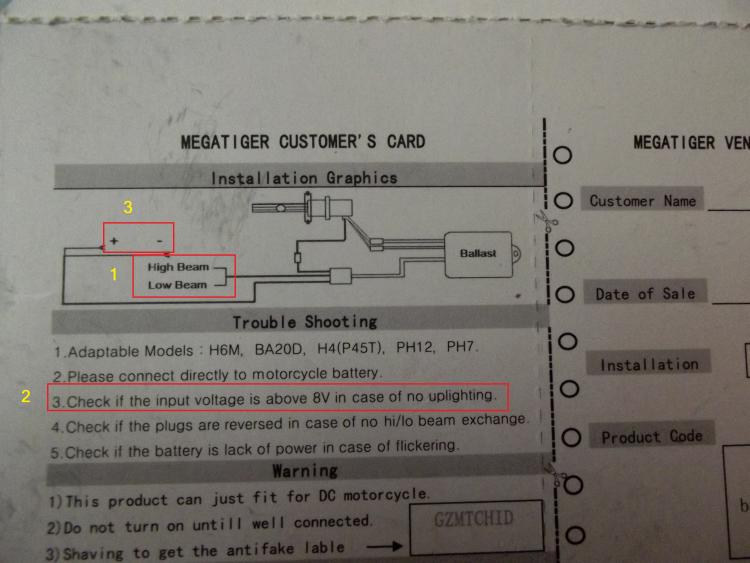 MEGATIGER CUSTOMER'S CARD
Installation Graphics
3
+ -
1
High Beam
Low Beam
Ballast
Trouble Shooting
1.Adaptable Models : H6M, BA20D, H4(P45T), PH12, PH7.
2.Please connect directly to motorcycle battery.
2
3.Check if the input voltage is above 8V in case of no uplighting.
4.Check if the plugs are reversed in case of no hi/lo beam exchange.
5.Check if the battery is lack of power in case of flickering.
Warning
1)This product can just fit for DC motorcycle.
2)Do not turn on untill well connected.
3)Shaving to get the antifake lable
GZMTCHID
MEGATIGER VEN
Customer Name
Date of Sale
Installation
Product Code
b